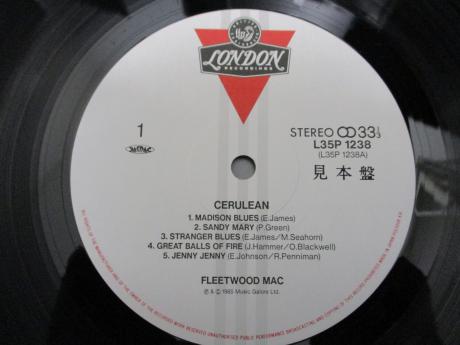 LONDON
RECORDINGS
1
STEREO 33⅓
L35P 1238
(L35P 1238A)
見本盤
CERULEAN
1. MADISON BLUES (E.James)
2. SANDY MARY (P.Green)
3. STRANGER BLUES (E.James/M.Seahorn)
4. GREAT BALLS OF FIRE (J.Hammer/O.Blackwell)
5. JENNY JENNY (E.Johnson/R.Penniman)
FLEETWOOD MAC
℗ & © 1985 Music Galore Ltd.